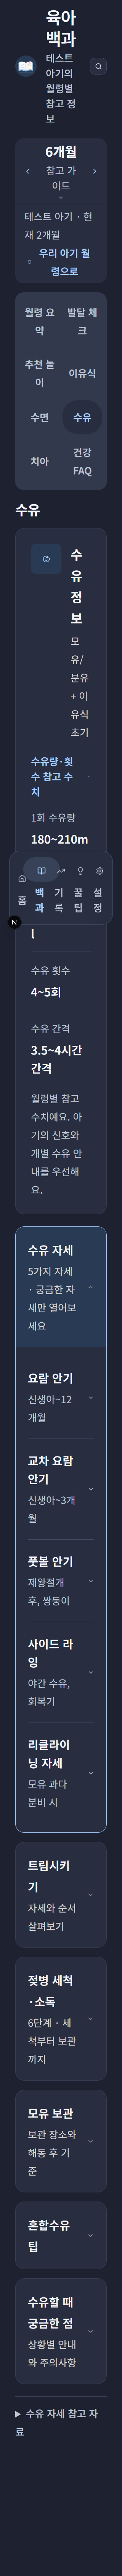 육아
백과
테스트
아기의
월령별
참고 정
보
6개월
참고 가
이드
테스트 아기 · 현
재 2개월
우리 아기 월
령으로
월령 요
약
발달 체
크
추천 놀
이
이유식
수면
수유
치아
건강
FAQ
수유
수
유
정
보
모
유/
분유
+ 이
유식
초기
수유량·횟
수 참고 수
치
1회 수유량
180~210m
l
홈
백
과
기
록
꿀
팁
설
정
N
수유 횟수
4~5회
수유 간격
3.5~4시간
간격
월령별 참고
수치예요. 아
기의 신호와
개별 수유 안
내를 우선해
요.
수유 자세
5가지 자세
· 궁금한 자
세만 열어보
세요
요람 안기
신생아~12
개월
교차 요람
안기
신생아~3개
월
풋볼 안기
제왕절개
후, 쌍둥이
사이드 라
잉
야간 수유,
회복기
리클라이
닝 자세
모유 과다
분비 시
트림시키
기
자세와 순서
살펴보기
젖병 세척
·소독
6단계 · 세
척부터 보관
까지
모유 보관
보관 장소와
해동 후 기
준
혼합수유
팁
수유할 때
궁금한 점
상황별 안내
와 주의사항
수유 자세 참고 자
료